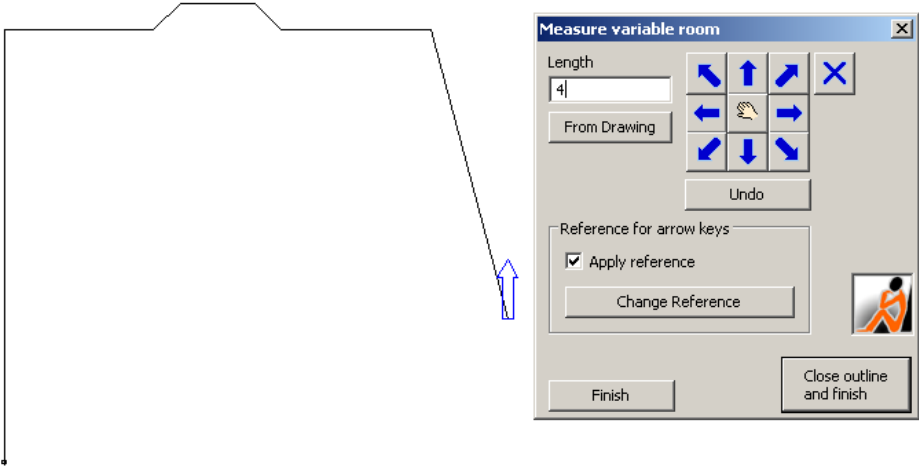 Measure variable room
Length
4
From Drawing
Undo
Reference for arrow keys
Apply reference
Change Reference
Close outline
and finish
Finish